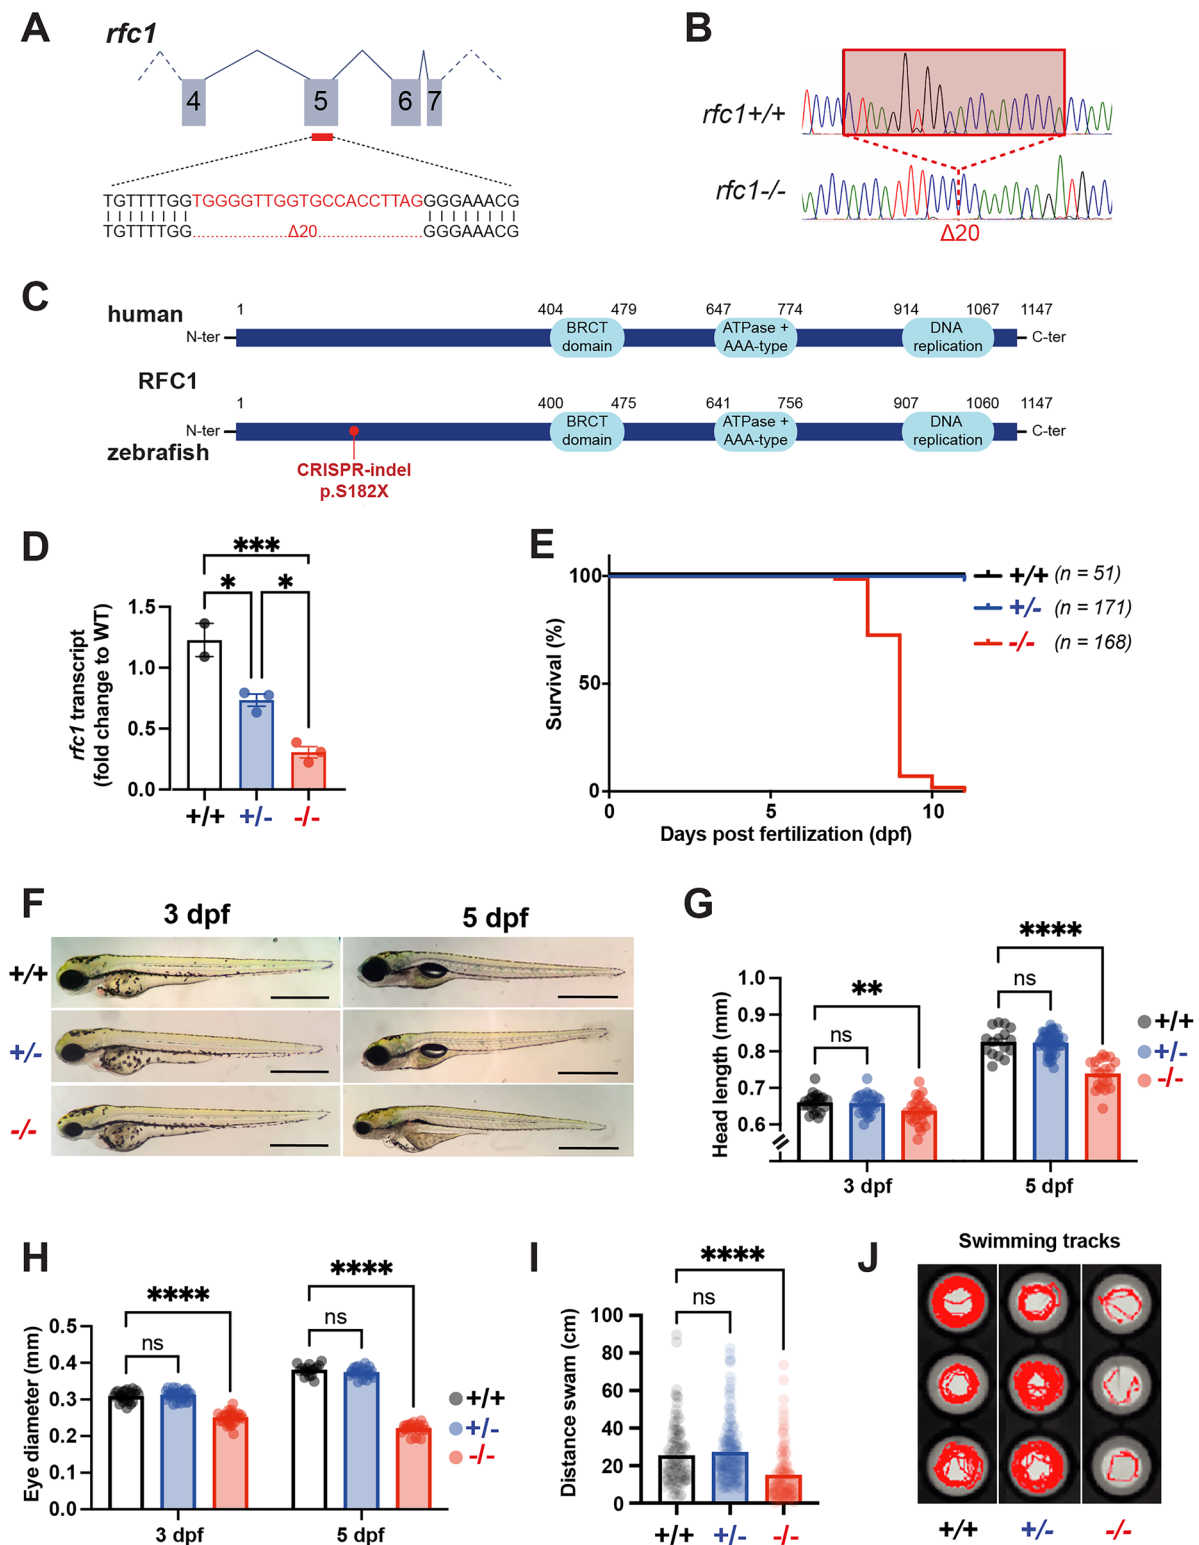 A
rfc1
4
5
6
7
TGTTTTGGTGGGGTTGGTGCCACCTTAGGGGAAACG
TGTTTTGG....................Δ20....................GGGAAACG
B
rfc1+/+
rfc1-/-
Δ20
C
human
1
404
479
647
774
914
1067
1147
N-ter
BRCT
domain
ATPase +
AAA-type
DNA
replication
C-ter
RFC1
1
400
475
641
756
907
1060
1147
N-ter
BRCT
domain
ATPase +
AAA-type
DNA
replication
C-ter
zebrafish
CRISPR-indel
p.S182X
D
***
*
*
rfc1 transcript
(fold change to WT)
1.5
1.0
0.5
0.0
+/+
+/-
-/-
E
Survival (%)
100
50
0
0
5
10
Days post fertilization (dpf)
+/+ (n = 51)
+/- (n = 171)
-/- (n = 168)
F
3 dpf
5 dpf
+/+
+/-
-/-
G
Head length (mm)
1.0
0.9
0.8
0.7
0.6
**
ns
****
ns
3 dpf
5 dpf
+/+
+/-
-/-
H
Eye diameter (mm)
0.5
0.4
0.3
0.2
0.1
0.0
****
ns
****
ns
3 dpf
5 dpf
+/+
+/-
-/-
I
Distance swam (cm)
100
80
60
40
20
0
****
ns
+/+
+/-
-/-
J
Swimming tracks
+/+
+/-
-/-